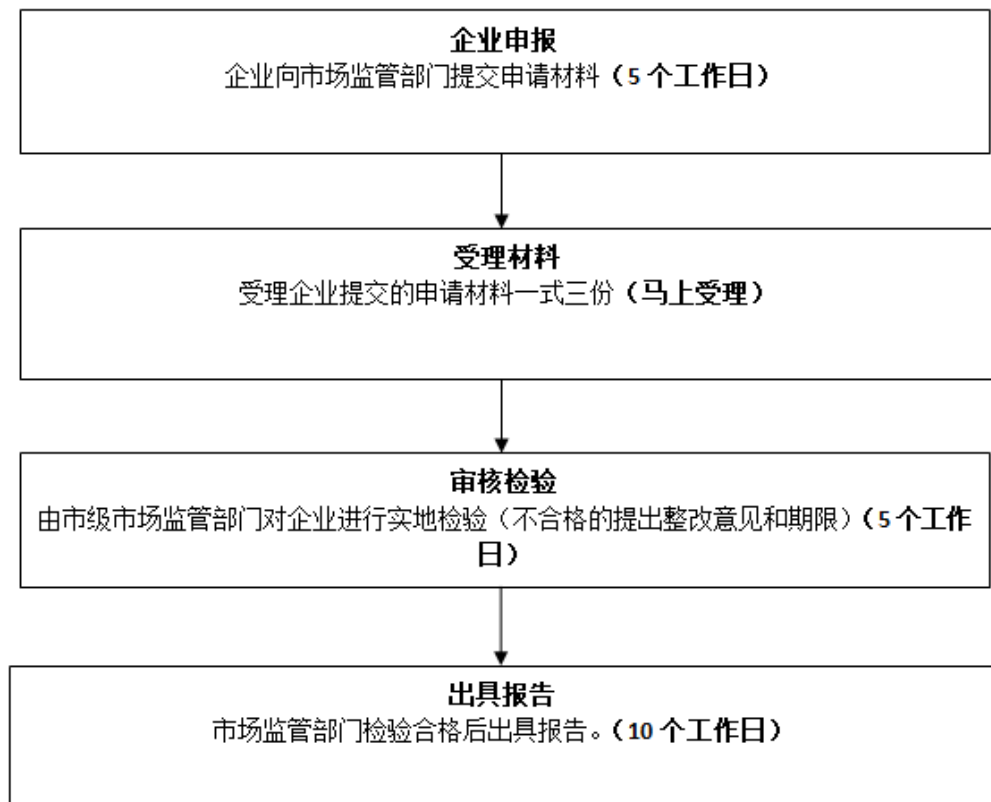 企业申报
企业向市场监管部门提交申请材料（5 个工作日）
受理材料
受理企业提交的申请材料一式三份（马上受理）
审核检验
由市级市场监管部门对企业进行实地检验（不合格的提出整改意见和期限）（5 个工作
日）
出具报告
市场监管部门检验合格后出具报告。（10 个工作日）